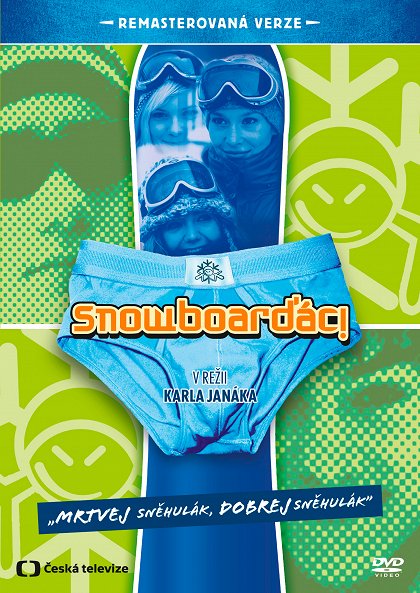 REMASTEROVANÁ VERZE
Snowboarďáci
V REŽII
KARLA JANÁKA
„MRTVEJ SNĚHULÁK, DOBREJ SNĚHULÁK"
Česká televize
DVD
VIDEO